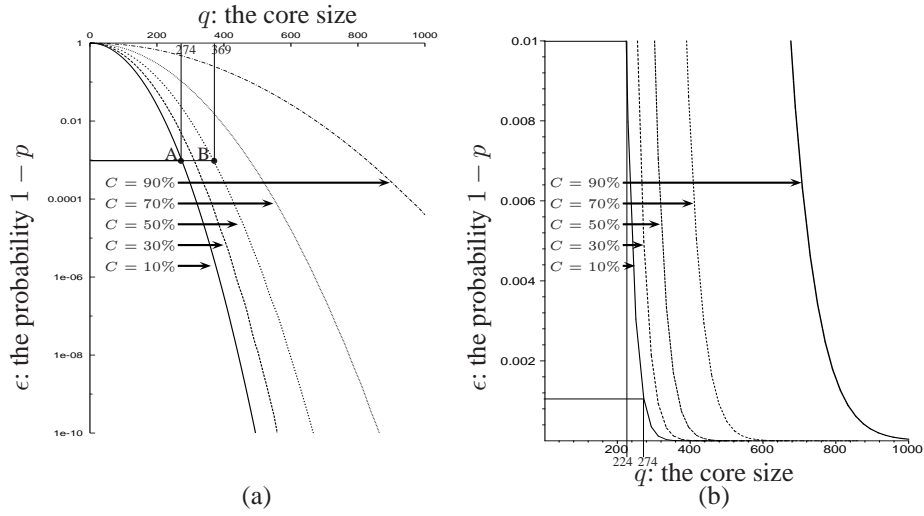 q: the core size
0 200 400 600 800 1000
274 369
1
0.01
0.0001
1e-06
1e-08
1e-10
ϵ: the probability 1 − p
A B
C = 90%
C = 70%
C = 50%
C = 30%
C = 10%
(a)
0.01
0.008
0.006
0.004
0.002
ϵ: the probability 1 − p
C = 90%
C = 70%
C = 50%
C = 30%
C = 10%
200 400 600 800 1000
224 274
q: the core size
(b)